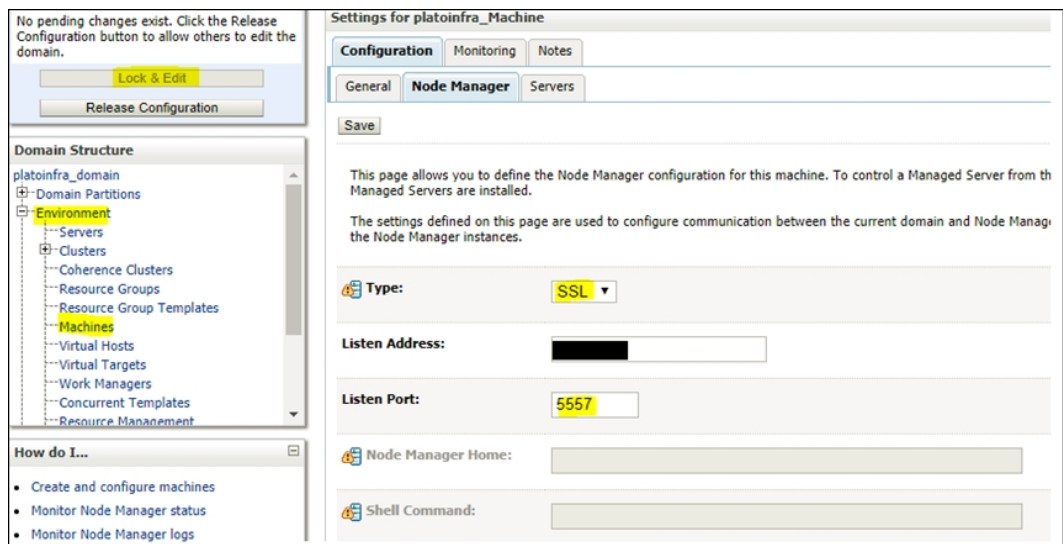 No pending changes exist. Click the Release
Configuration button to allow others to edit the
domain.
Lock & Edit
Release Configuration
Domain Structure
platoinfra_domain
Domain Partitions
Environment
Servers
Clusters
Coherence Clusters
Resource Groups
Resource Group Templates
Machines
Virtual Hosts
Virtual Targets
Work Managers
Concurrent Templates
Resource Management
How do I...
Create and configure machines
Monitor Node Manager status
Monitor Node Manager logs
Settings for platoinfra_Machine
Configuration Monitoring Notes
General Node Manager Servers
Save
This page allows you to define the Node Manager configuration for this machine. To control a Managed Server from th
Managed Servers are installed.
The settings defined on this page are used to configure communication between the current domain and Node Manage
the Node Manager instances.
Type: SSL
Listen Address:
Listen Port: 5557
Node Manager Home:
Shell Command: